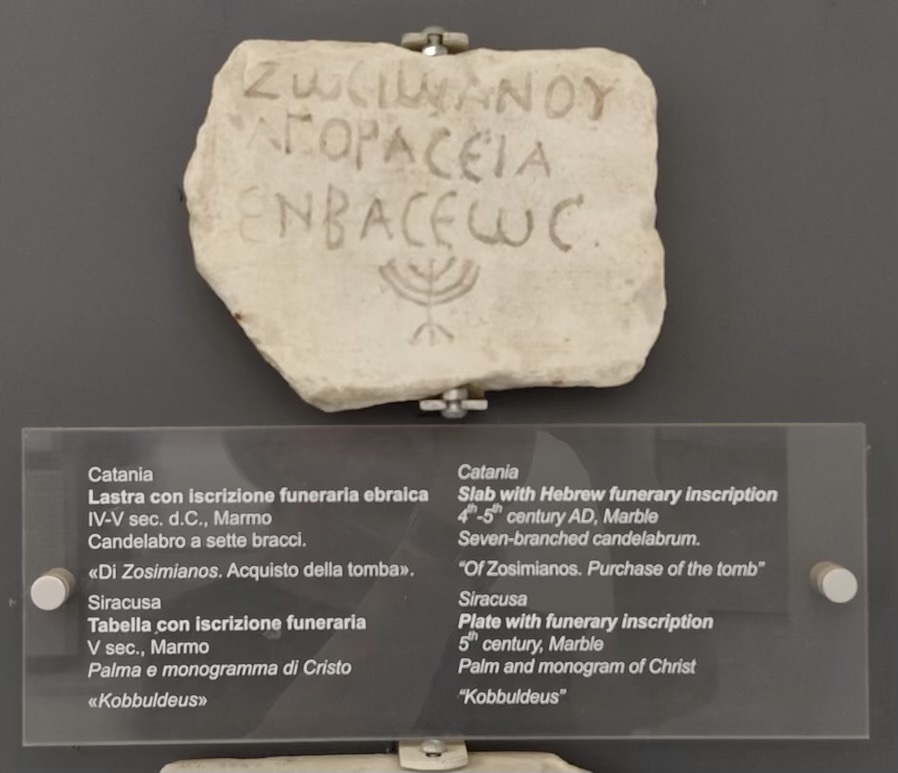 ΖωϹΙΜΙΑΝΟΥ
ΑΓΟΡΑϹΕΙΑ
ΕΝΒΑϹΕωϹ.
Catania
Lastra con iscrizione funeraria ebraica
IV-V sec. d.C., Marmo
Candelabro a sette bracci.
«Di Zosimianos. Acquisto della tomba».
Siracusa
Tabella con iscrizione funeraria
V sec., Marmo
Palma e monogramma di Cristo
«Kobbuldeus»
Catania
Slab with Hebrew funerary inscription
4th-5th century AD, Marble
Seven-branched candelabrum.
"Of Zosimianos. Purchase of the tomb"
Siracusa
Plate with funerary inscription
5th century, Marble
Palm and monogram of Christ
"Kobbuldeus"